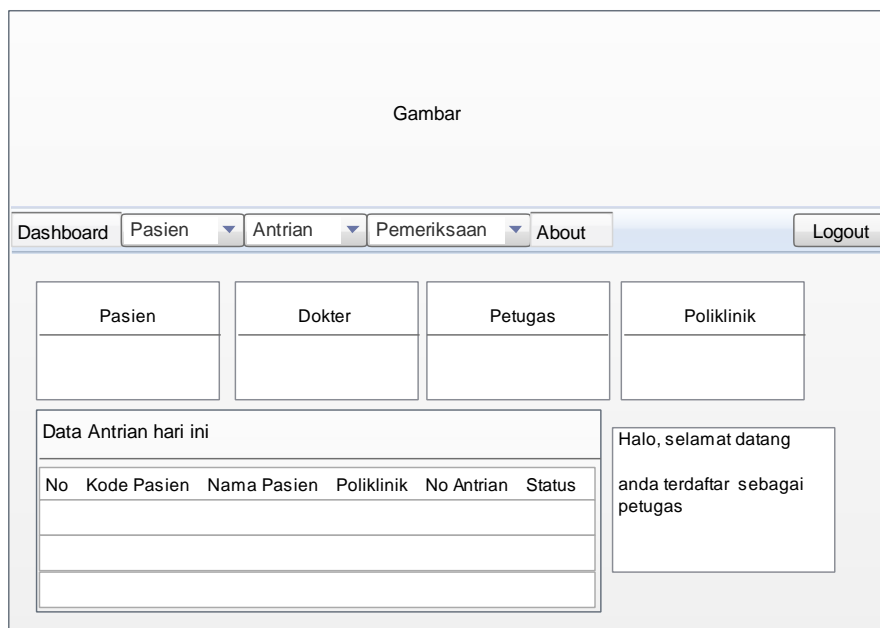 Gambar
Dashboard Pasien Antrian Pemeriksaan About Logout
Pasien Dokter Petugas Poliklinik
Data Antrian hari ini
No Kode Pasien Nama Pasien Poliklinik No Antrian Status
Halo, selamat datang
anda terdaftar sebagai
petugas